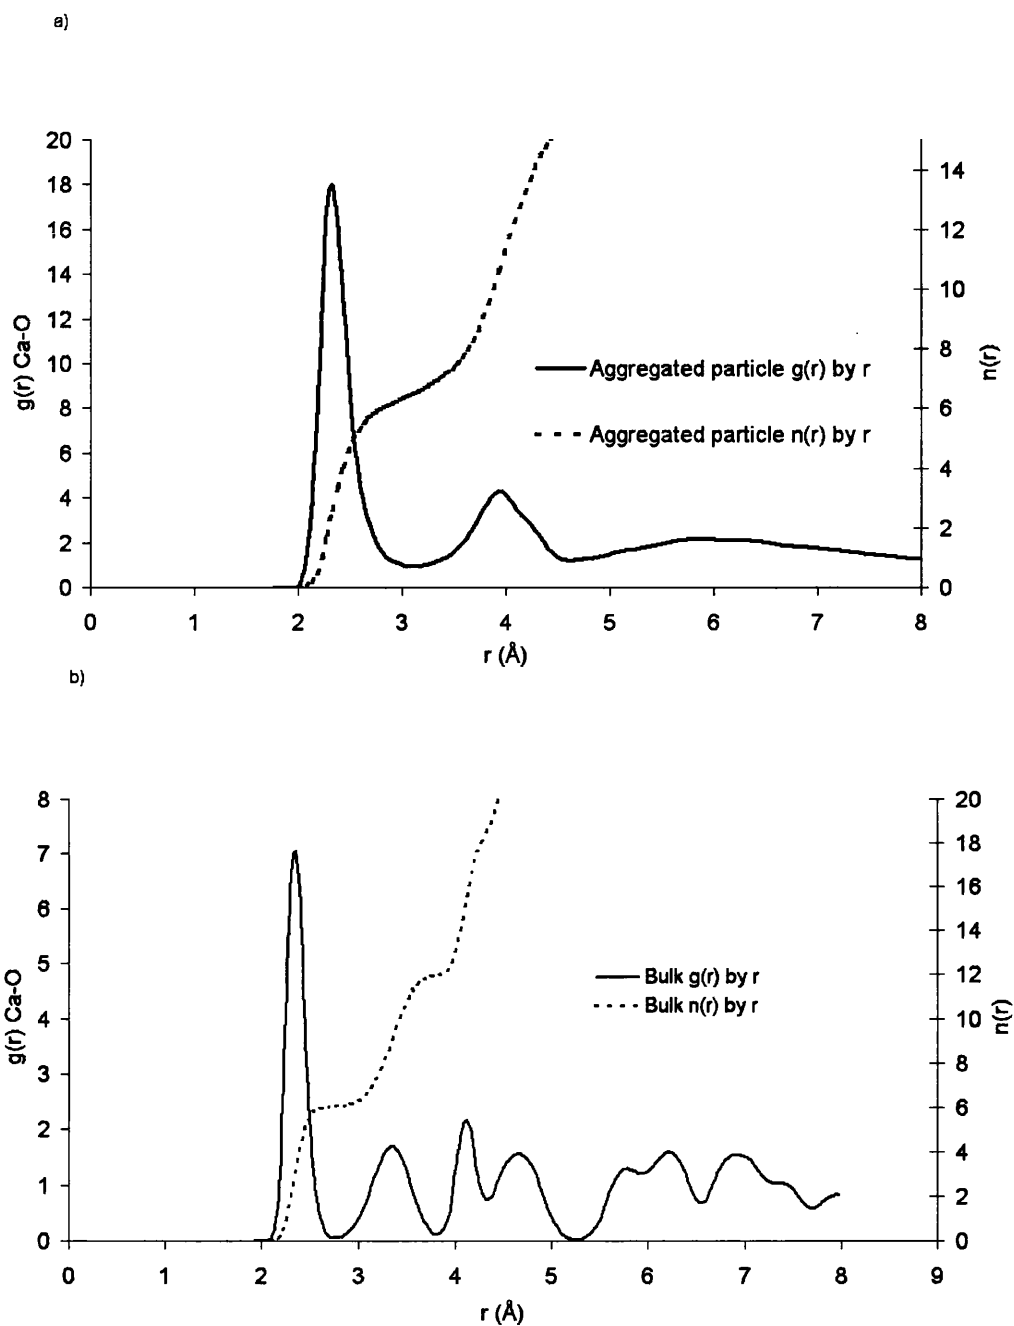 a)
20
18
16
14
12
10
8
6
4
2
0
g(r) Ca-O
14
12
10
8
6
4
2
0
n(r)
Aggregated particle g(r) by r
Aggregated particle n(r) by r
0 1 2 3 4 5 6 7 8
r (Å)
b)
8
7
6
5
4
3
2
1
0
g(r) Ca-O
20
18
16
14
12
10
8
6
4
2
0
n(r)
Bulk g(r) by r
Bulk n(r) by r
0 1 2 3 4 5 6 7 8 9
r (Å)